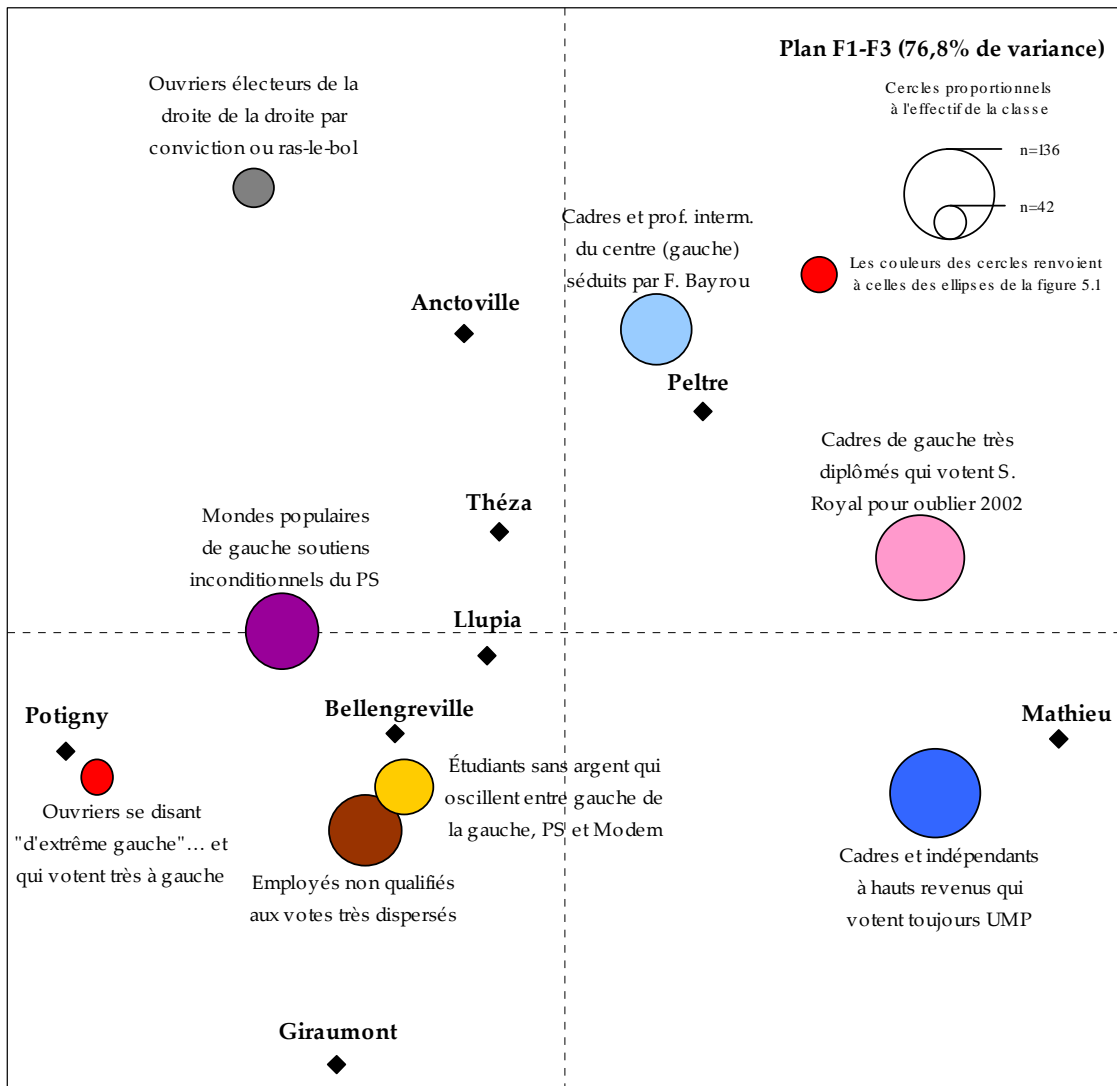 Plan F1-F3 (76,8% de variance)
Cercles proportionnels
à l'effectif de la classe
n=136
n=42
Les couleurs des cercles renvoient
à celles des ellipses de la figure 5.1
Ouvriers électeurs de la
droite de la droite par
conviction ou ras-le-bol
Cadres et prof. interm.
du centre (gauche)
séduits par F. Bayrou
Anctoville
Peltre
Cadres de gauche très
diplômés qui votent S.
Royal pour oublier 2002
Théza
Mondes populaires
de gauche soutiens
inconditionnels du PS
Llupia
Potigny
Bellengreville
Mathieu
Étudiants sans argent qui
oscillent entre gauche de
la gauche, PS et Modem
Ouvriers se disant
"d'extrême gauche"... et
qui votent très à gauche
Employés non qualifiés
aux votes très dispersés
Cadres et indépendants
à hauts revenus qui
votent toujours UMP
Giraumont